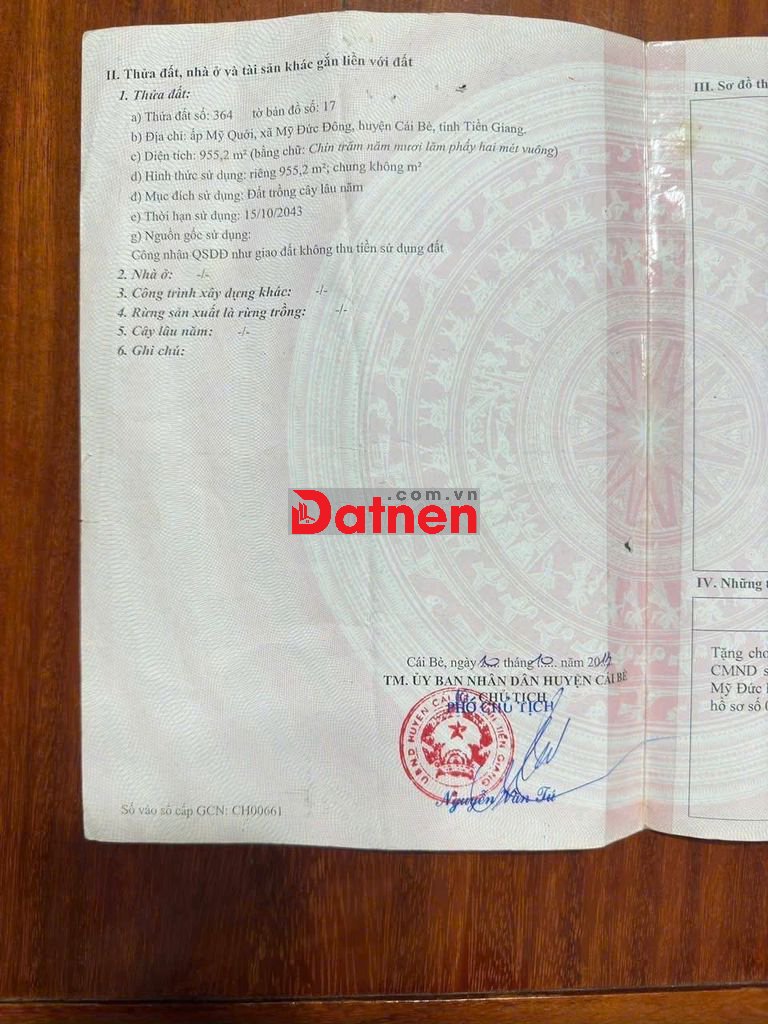 II. Thửa đất, nhà ở và tài sản khác gắn liền với đất
1. Thửa đất:
a) Thửa đất số: 364 tờ bản đồ số: 17
b) Địa chỉ: ấp Mỹ Quới, xã Mỹ Đức Đông, huyện Cái Bè, tỉnh Tiền Giang.
c) Diện tích: 955,2 m² (bằng chữ: Chín trăm năm mươi lăm phẩy hai mét vuông)
d) Hình thức sử dụng: riêng 955,2 m²; chung không m²
đ) Mục đích sử dụng: Đất trồng cây lâu năm
e) Thời hạn sử dụng: 15/10/2043
g) Nguồn gốc sử dụng:
Công nhận QSDĐ như giao đất không thu tiền sử dụng đất
2. Nhà ở: -/-
3. Công trình xây dựng khác: -/-
4. Rừng sản xuất là rừng trồng: -/-
5. Cây lâu năm: -/-
6. Ghi chú:
.com.vn
Datnen
Cái Bè, ngày tháng 10 năm 201
TM. ỦY BAN NHÂN DÂN HUYỆN CÁI BÈ
CHỦ TỊCH
PHÓ CHỦ TỊCH
U.B.N.D HUYỆN CÁI BÈ TỈNH TIỀN GIANG
Nguyễn Văn Tú
Số vào sổ cấp GCN: CH00661
III. Sơ đồ th
IV. Những t
Tặng cho
CMND s
Mỹ Đức
hồ sơ số